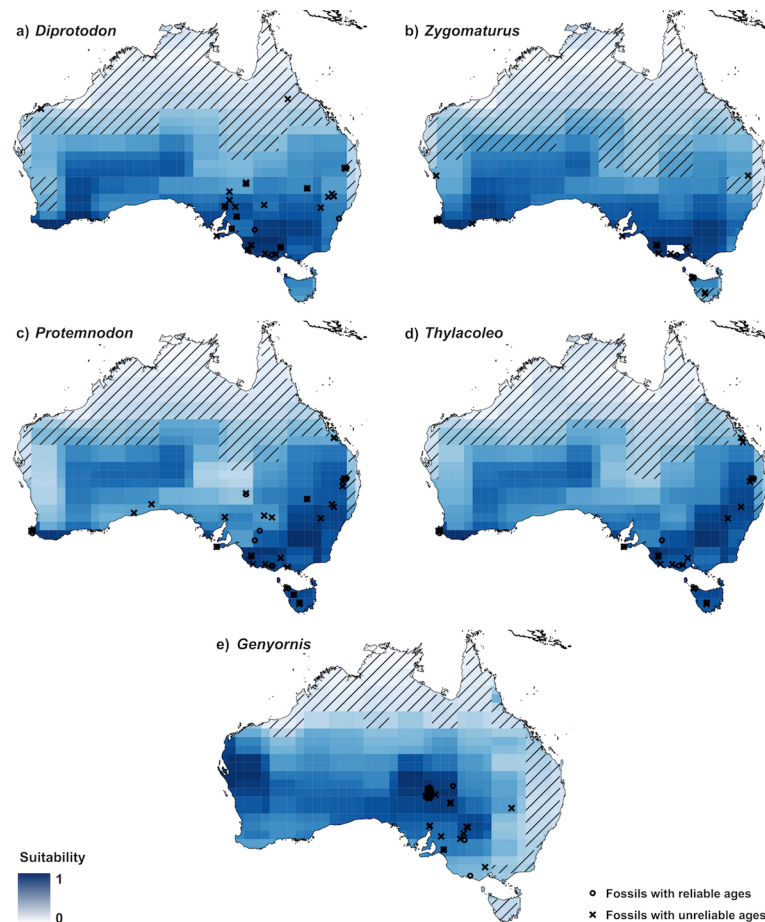 a) Diprotodon
b) Zygomaturus
c) Protemnodon
d) Thylacoleo
e) Genyornis
Suitability
1
0
Fossils with reliable ages
Fossils with unreliable ages